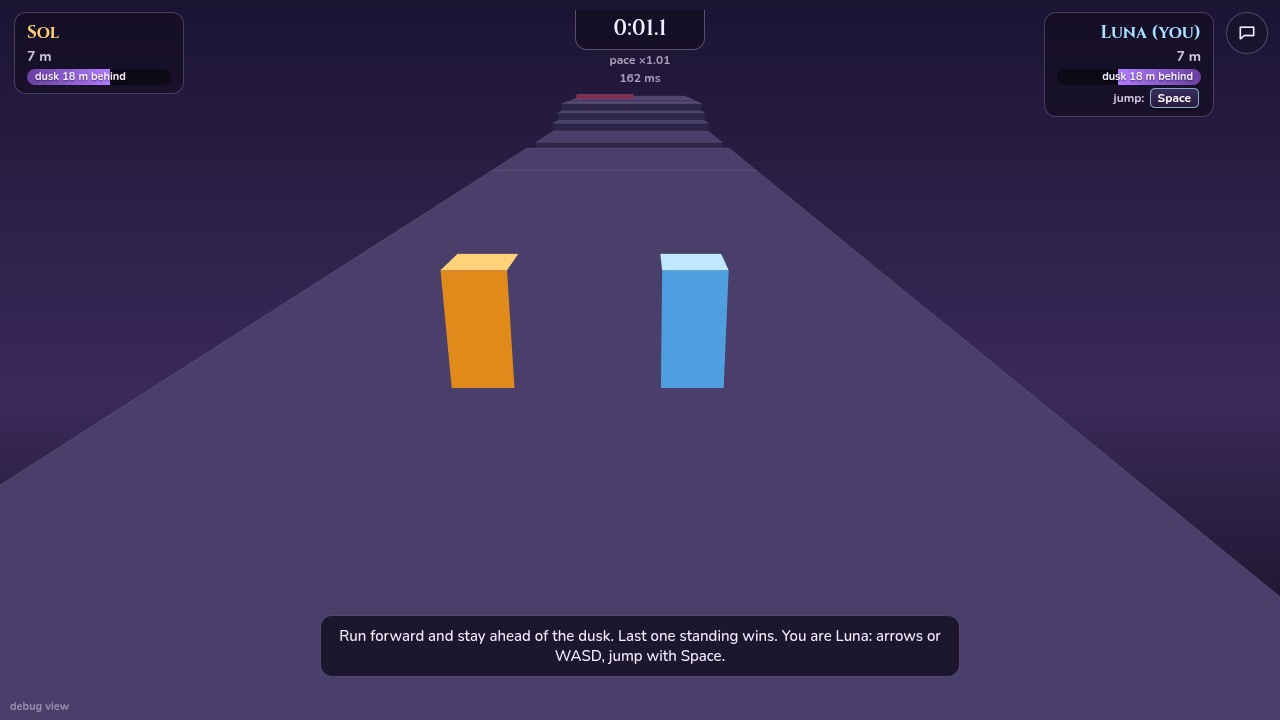 Sol
7 m
dusk 18 m behind
0:01.1
pace ×1.01
162 ms
Luna (you)
7 m
dusk 18 m behind
jump: Space
Run forward and stay ahead of the dusk. Last one standing wins. You are Luna: arrows or
WASD, jump with Space.
debug view